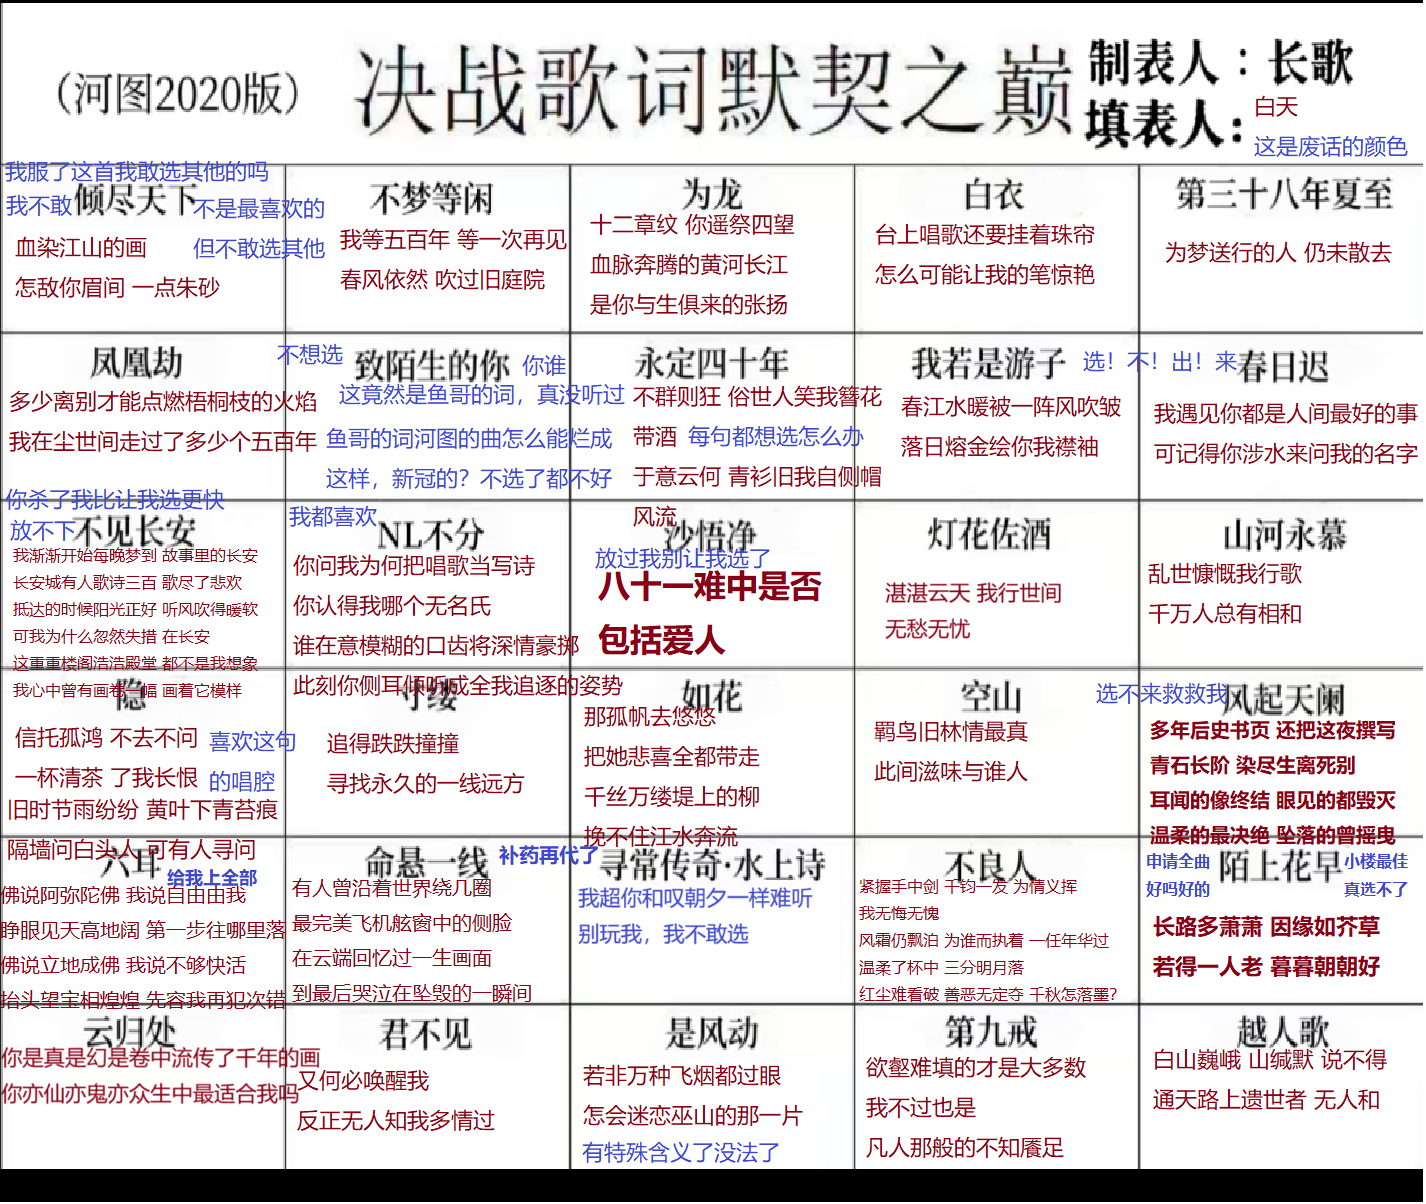 （河图2020版）
决战歌词默契之巅
制表人：长歌
填表人：
白天
这是废话的颜色
我服了这首我敢选其他的吗
我不敢
倾尽天下
不是最喜欢的
但不敢选其他
血染江山的画
怎敌你眉间 一点朱砂
不梦等闲
我等五百年 等一次再见
春风依然 吹过旧庭院
为龙
十二章纹 你遥祭四望
血脉奔腾的黄河长江
是你与生俱来的张扬
白衣
台上唱歌还要挂着珠帘
怎么可能让我的笔惊艳
第三十八年夏至
为梦送行的人 仍未散去
凤凰劫
多少离别才能点燃梧桐枝的火焰
我在尘世间走过了多少个五百年
不想选
致陌生的你
你谁
这竟然是鱼哥的词，真没听过
鱼哥的词河图的曲怎么能烂成
这样，新冠的？不选了都不好
永定四十年
不群则狂 俗世人笑我簪花
带酒
每句都想选怎么办
于意云何 青衫旧我自侧帽
风流
我若是游子
选！不！出！来
春江水暖被一阵风吹皱
落日熔金绘你我襟袖
春日迟
我遇见你都是人间最好的事
可记得你涉水来问我的名字
你杀了我比让我选更快
放不下
不见长安
我渐渐开始每晚梦到 故事里的长安
长安城有人歌诗三百 歌尽了悲欢
抵达的时候阳光正好 听风吹得暖软
可我为什么忽然失措 在长安
这重重楼阁浩浩殿堂 都不是我想象
我心中曾有画卷一幅 画着它模样
我都喜欢
NL不分
你问我为何把唱歌当写诗
你认得我哪个无名氏
谁在意模糊的口齿将深情豪掷
此刻你侧耳倾听成全我追逐的姿势
沙悟净
放过我别让我选了
八十一难中是否
包括爱人
灯花佐酒
湛湛云天 我行世间
无愁无忧
山河永慕
乱世慷慨我行歌
千万人总有相和
隐
信托孤鸿 不去不问
喜欢这句
一杯清茶 了我长恨
的唱腔
旧时节雨纷纷 黄叶下青苔痕
隔墙问白头人 可有人寻问
寸缕
追得跌跌撞撞
寻找永久的一线远方
如花
那孤帆去悠悠
把她悲喜全都带走
千丝万缕堤上的柳
挽不住江水奔流
空山
羁鸟旧林情最真
此间滋味与谁人
选不来救救我
风起天阑
多年后史书页 还把这夜撰写
青石长阶 染尽生离死别
耳闻的像终结 眼见的都毁灭
温柔的最决绝 坠落的曾摇曳
六耳
给我上全部
佛说阿弥陀佛 我说自由由我
睁眼见天高地阔 第一步往哪里落
佛说立地成佛 我说不够快活
抬头望宝相煌煌 先容我再犯次错
命悬一线
补药再代了
有人曾沿着世界绕几圈
最完美飞机舷窗中的侧脸
在云端回忆过一生画面
到最后哭泣在坠毁的一瞬间
寻常传奇·水上诗
我超你和叹朝夕一样难听
别玩我，我不敢选
不良人
紧握手中剑 千钧一发 为情义挥
我无悔无愧
风霜仍飘泊 为谁而执着 一任年华过
温柔了杯中 三分明月落
红尘难看破 善恶无定夺 千秋怎落墨?
申请全曲
好吗好的
陌上花早
小楼最佳
真选不了
长路多萧萧 因缘如芥草
若得一人老 暮暮朝朝好
云归处
你是真是幻是卷中流传了千年的画
你亦仙亦鬼亦众生中最适合我吗
君不见
又何必唤醒我
反正无人知我多情过
是风动
若非万种飞烟都过眼
怎会迷恋巫山的那一片
有特殊含义了没法了
第九戒
欲壑难填的才是大多数
我不过也是
凡人那般的不知餍足
越人歌
白山巍峨 山缄默 说不得
通天路上遗世者 无人和